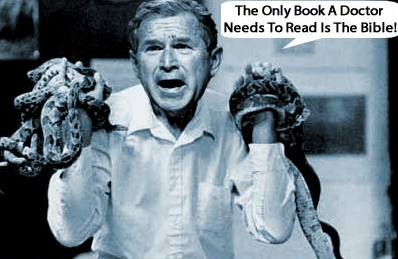 The Only Book A Doctor
Needs To Read Is The Bible!